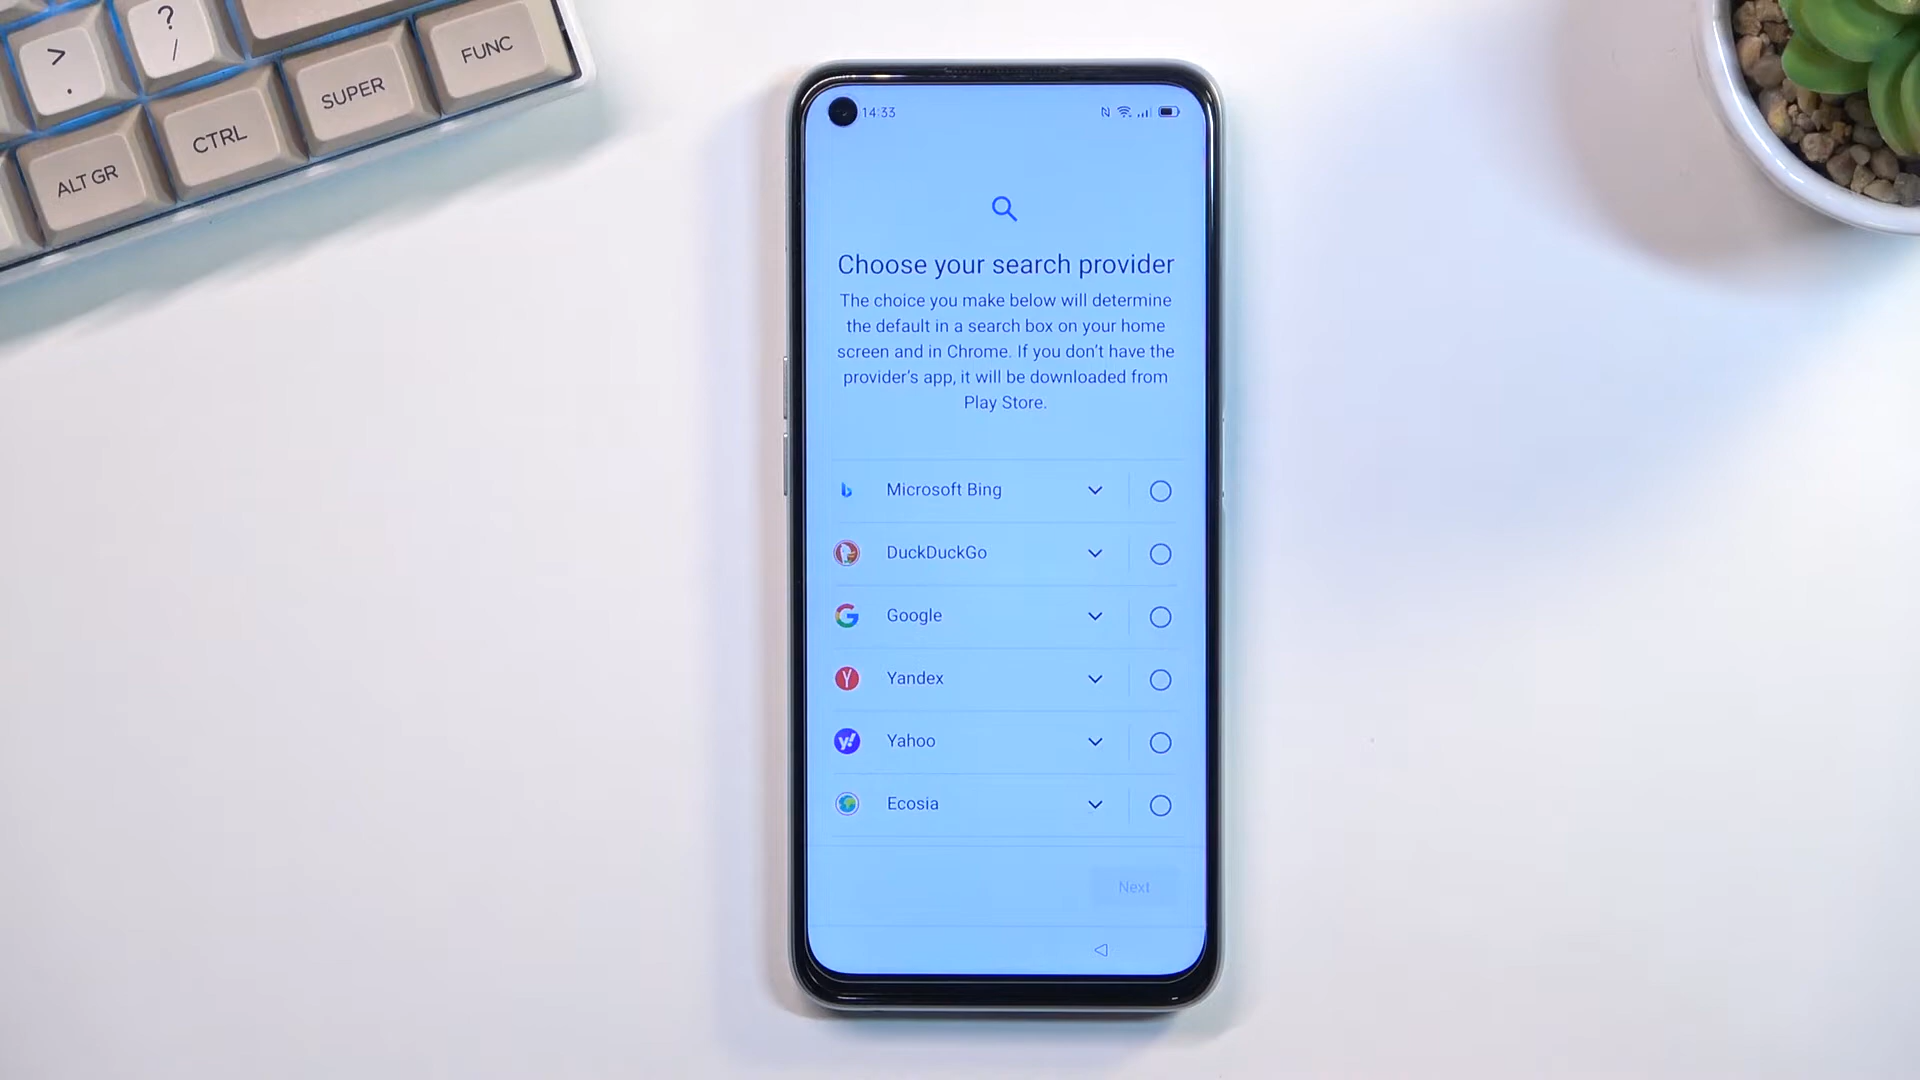 >
.
?
/
FUNC
SUPER
CTRL
ALT GR
14:33
Choose your search provider
The choice you make below will determine
the default in a search box on your home
screen and in Chrome. If you don’t have the
provider’s app, it will be downloaded from
Play Store.
Microsoft Bing
DuckDuckGo
Google
Yandex
Yahoo
Ecosia
Next